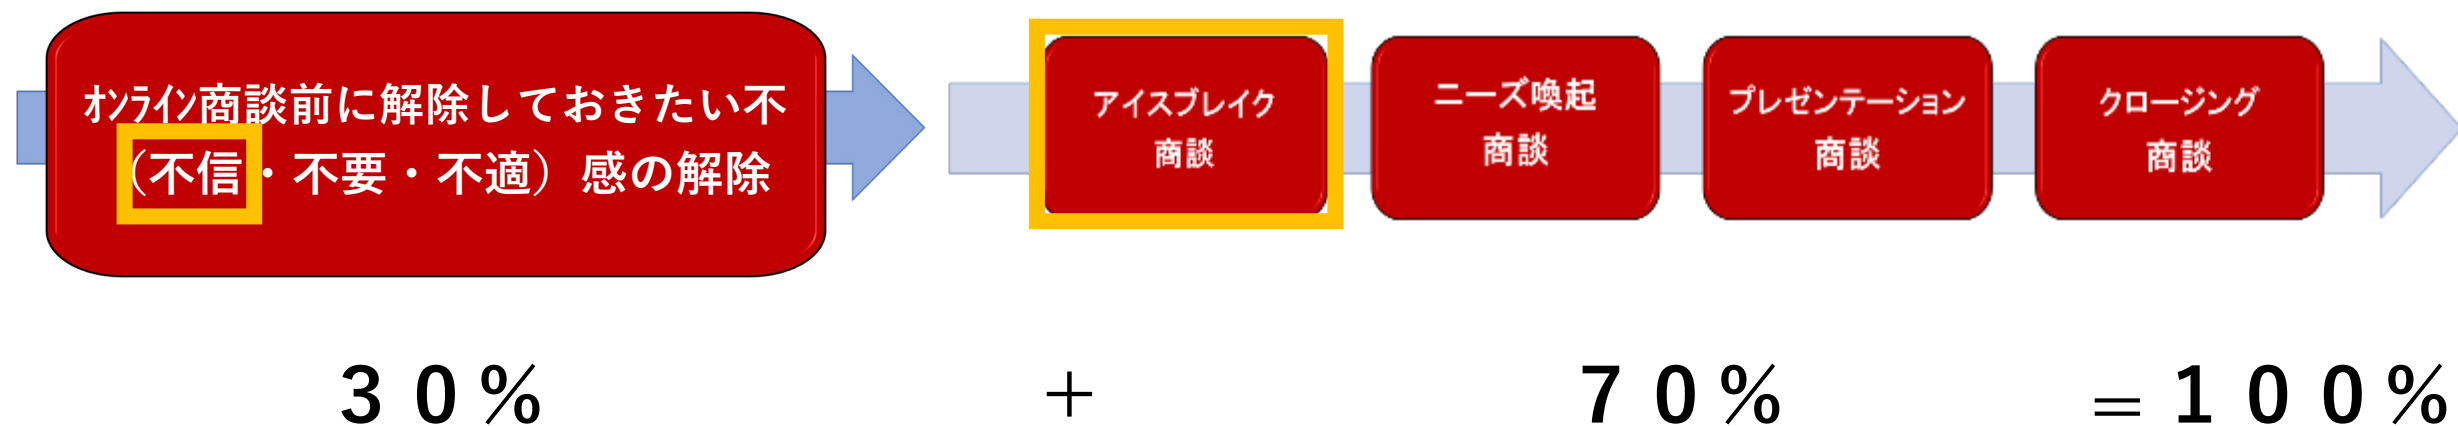 ｵﾝﾗｲﾝ商談前に解除しておきたい不
（不信・不要・不適）感の解除
アイスブレイク
商談
ニーズ喚起
商談
プレゼンテーション
商談
クロージング
商談
３０％
＋
７０％
＝１００％